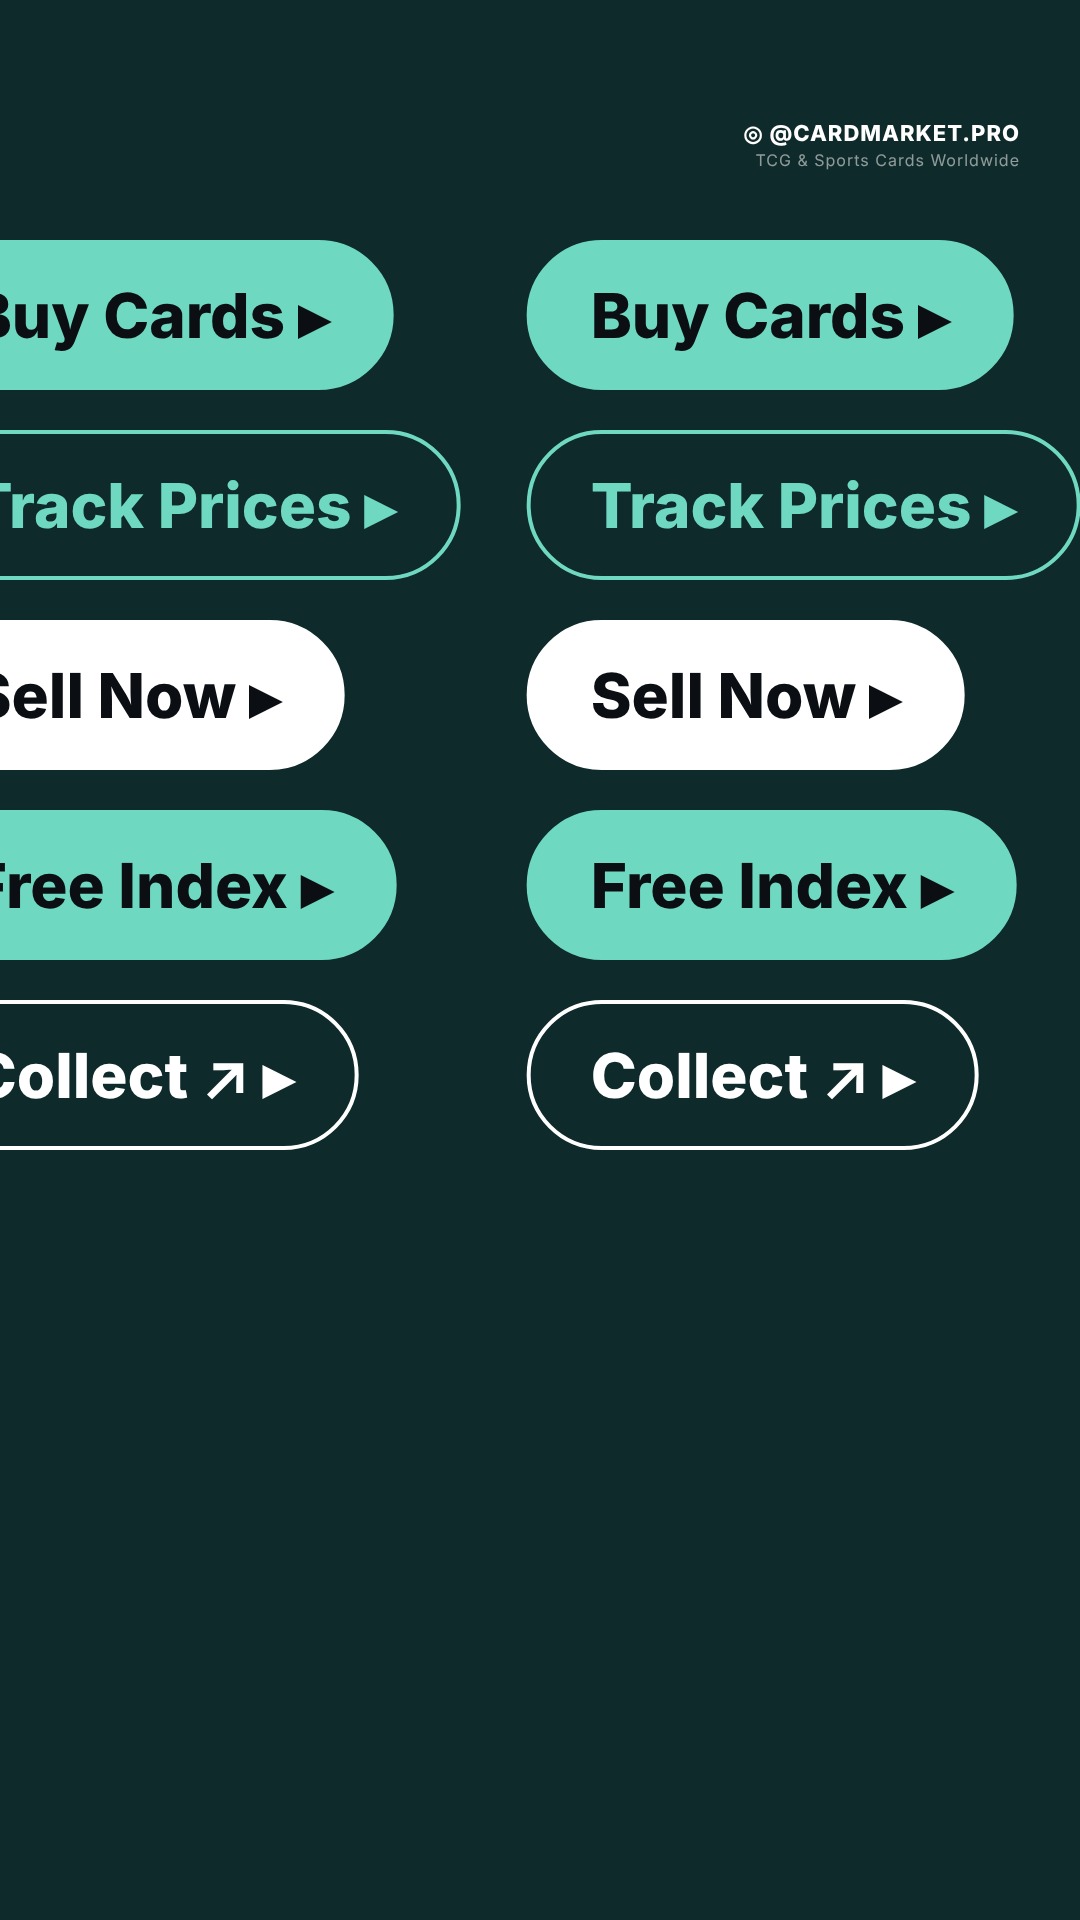 ◎ @CARDMARKET.PRO
TCG & Sports Cards Worldwide
Buy Cards ▸ Buy Cards ▸
Track Prices ▸ Track Prices ▸
Sell Now ▸ Sell Now ▸
Free Index ▸ Free Index ▸
Collect ↗ ▸ Collect ↗ ▸